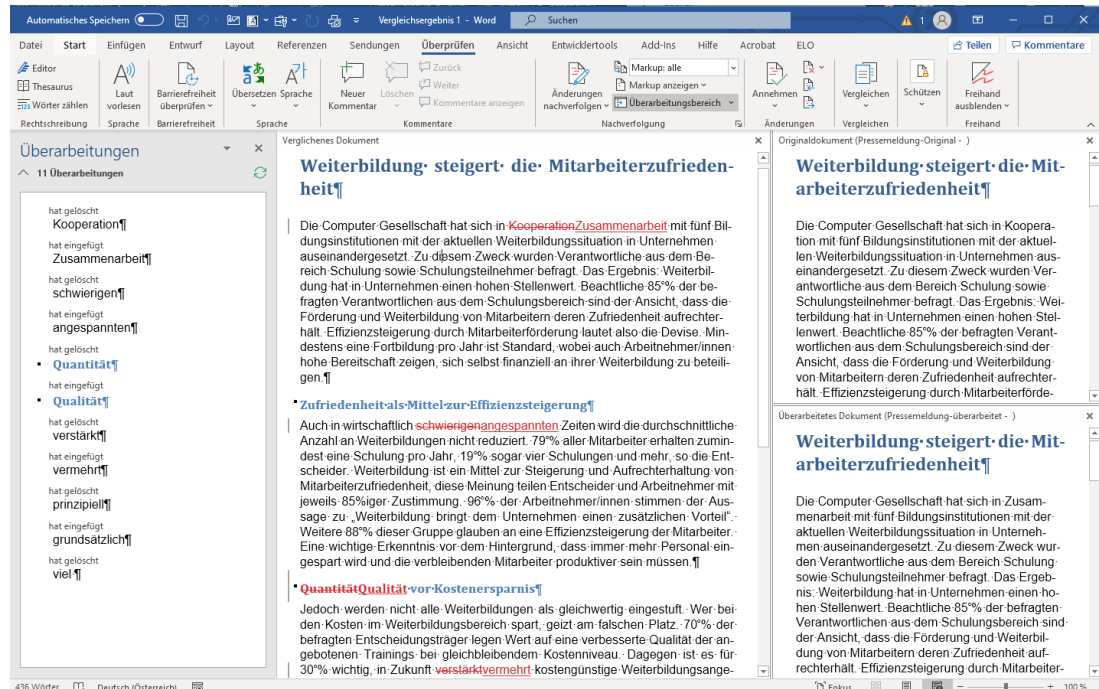 Automatisches Speichern
Vergleichsergebnis 1 - Word
Suchen
1
Datei Start Einfügen Entwurf Layout Referenzen Sendungen Überprüfen Ansicht Entwicklertools Add-Ins Hilfe Acrobat ELO Teilen Kommentare
Editor
Thesaurus
Wörter zählen
Rechtschreibung
Laut vorlesen
Sprache
Barrierefreiheit überprüfen
Barrierefreiheit
Übersetzen Sprache
Sprache
Neuer Kommentar
Löschen
Zurück
Weiter
Kommentare anzeigen
Kommentare
Änderungen nachverfolgen
Markup: alle
Markup anzeigen
Überarbeitungsbereich
Nachverfolgung
Annehmen
Änderungen
Vergleichen
Vergleichen
Schützen
Freihand ausblenden
Freihand
Überarbeitungen
11 Überarbeitungen
hat gelöscht
Kooperation¶
hat eingefügt
Zusammenarbeit¶
hat gelöscht
schwierigen¶
hat eingefügt
angespannten¶
hat gelöscht
Quantität¶
hat eingefügt
Qualität¶
hat gelöscht
verstärkt¶
hat eingefügt
vermehrt¶
hat gelöscht
prinzipiell¶
hat eingefügt
grundsätzlich¶
hat gelöscht
viel·¶
Verglichenes Dokument
Weiterbildung· steigert· die· Mitarbeiterzufrieden-
heit¶
Die·Computer·Gesellschaft·hat·sich·in·KooperationZusammenarbeit·mit·fünf·Bil-
dungsinstitutionen·mit·der·aktuellen·Weiterbildungssituation·in·Unternehmen·
auseinandergesetzt.·Zu·diesem·Zweck·wurden·Verantwortliche·aus·dem·Be-
reich·Schulung·sowie·Schulungsteilnehmer·befragt.·Das·Ergebnis:·Weiterbil-
dung·hat·in·Unternehmen·einen·hohen·Stellenwert.·Beachtliche·85°%·der·be-
fragten·Verantwortlichen·aus·dem·Schulungsbereich·sind·der·Ansicht,·dass·die·
Förderung·und·Weiterbildung·von·Mitarbeitern·deren·Zufriedenheit·aufrechter-
hält.·Effizienzsteigerung·durch·Mitarbeiterförderung·lautet·also·die·Devise.·Min-
destens·eine·Fortbildung·pro·Jahr·ist·Standard,·wobei·auch·Arbeitnehmer/innen·
hohe·Bereitschaft·zeigen,·sich·selbst·finanziell·an·ihrer·Weiterbildung·zu·beteili-
gen.¶
Zufriedenheit·als·Mittel·zur·Effizienzsteigerung¶
Auch·in·wirtschaftlich·schwierigenangespannten·Zeiten·wird·die·durchschnittliche·
Anzahl·an·Weiterbildungen·nicht·reduziert.·79°%·aller·Mitarbeiter·erhalten·zumin-
dest·eine·Schulung·pro·Jahr,·19°%·sogar·vier·Schulungen·und·mehr,·so·die·Ent-
scheider.·Weiterbildung·ist·ein·Mittel·zur·Steigerung·und·Aufrechterhaltung·von·
Mitarbeiterzufriedenheit,·diese·Meinung·teilen·Entscheider·und·Arbeitnehmer·mit·
jeweils·85%iger·Zustimmung.·96°%·der·Arbeitnehmer/innen·stimmen·der·Aus-
sage·zu·„Weiterbildung·bringt·dem·Unternehmen·einen·zusätzlichen·Vorteil“.·
Weitere·88°%·dieser·Gruppe·glauben·an·eine·Effizienzsteigerung·der·Mitarbeiter.·
Eine·wichtige·Erkenntnis·vor·dem·Hintergrund,·dass·immer·mehr·Personal·ein-
gespart·wird·und·die·verbleibenden·Mitarbeiter·produktiver·sein·müssen.¶
QuantitätQualität·vor·Kostenersparnis¶
Jedoch·werden·nicht·alle·Weiterbildungen·als·gleichwertig·eingestuft.·Wer·bei·
den·Kosten·im·Weiterbildungsbereich·spart,·geizt·am·falschen·Platz.·70°%·der·
befragten·Entscheidungsträger·legen·Wert·auf·eine·verbesserte·Qualität·der·an-
gebotenen·Trainings·bei·gleichbleibendem·Kostenniveau.·Dagegen·ist·es·für·
30°%·wichtig,·in·Zukunft·verstärktvermehrt·kostengünstige·Weiterbildungsange-
Originaldokument (Pressemeldung-Original - )
Weiterbildung·steigert·die·Mit-
arbeiterzufriedenheit¶
Die·Computer·Gesellschaft·hat·sich·in·Koopera-
tion·mit·fünf·Bildungsinstitutionen·mit·der·aktuel-
len·Weiterbildungssituation·in·Unternehmen·aus-
einandergesetzt.·Zu·diesem·Zweck·wurden·Ver-
antwortliche·aus·dem·Bereich·Schulung·sowie·
Schulungsteilnehmer·befragt.·Das·Ergebnis:·Wei-
terbildung·hat·in·Unternehmen·einen·hohen·Stel-
lenwert.·Beachtliche·85°%·der·befragten·Verant-
wortlichen·aus·dem·Schulungsbereich·sind·der·
Ansicht,·dass·die·Förderung·und·Weiterbildung·
von·Mitarbeitern·deren·Zufriedenheit·aufrechter-
hält.·Effizienzsteigerung·durch·Mitarbeiterförde-
Überarbeitetes Dokument (Pressemeldung-überarbeitet - )
Weiterbildung·steigert·die·Mit-
arbeiterzufriedenheit¶
Die·Computer·Gesellschaft·hat·sich·in·Zusam-
menarbeit·mit·fünf·Bildungsinstitutionen·mit·der·
aktuellen·Weiterbildungssituation·in·Unterneh-
men·auseinandergesetzt.·Zu·diesem·Zweck·wur-
den·Verantwortliche·aus·dem·Bereich·Schulung·
sowie·Schulungsteilnehmer·befragt.·Das·Ergeb-
nis:·Weiterbildung·hat·in·Unternehmen·einen·ho-
hen·Stellenwert.·Beachtliche·85°%·der·befragten·
Verantwortlichen·aus·dem·Schulungsbereich·sind·
der·Ansicht,·dass·die·Förderung·und·Weiterbil-
dung·von·Mitarbeitern·deren·Zufriedenheit·auf-
rechterhält.·Effizienzsteigerung·durch·Mitarbeiter-
436 Wörter Deutsch (Österreich) Fokus 100 %